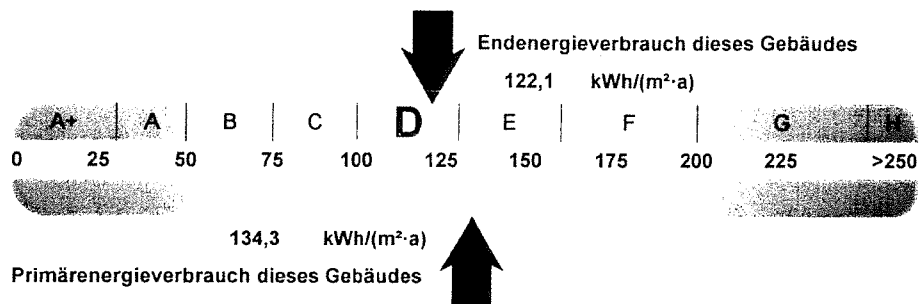 Endenergieverbrauch dieses Gebäudes
122,1 kWh/(m²·a)
A+ A B C D E F G H
0 25 50 75 100 125 150 175 200 225 >250
134,3 kWh/(m²·a)
Primärenergieverbrauch dieses Gebäudes